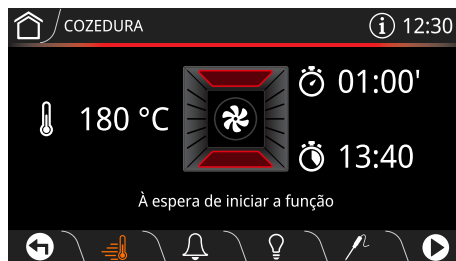 COZEDURA
12:30
180 °C
01:00'
13:40
À espera de iniciar a função